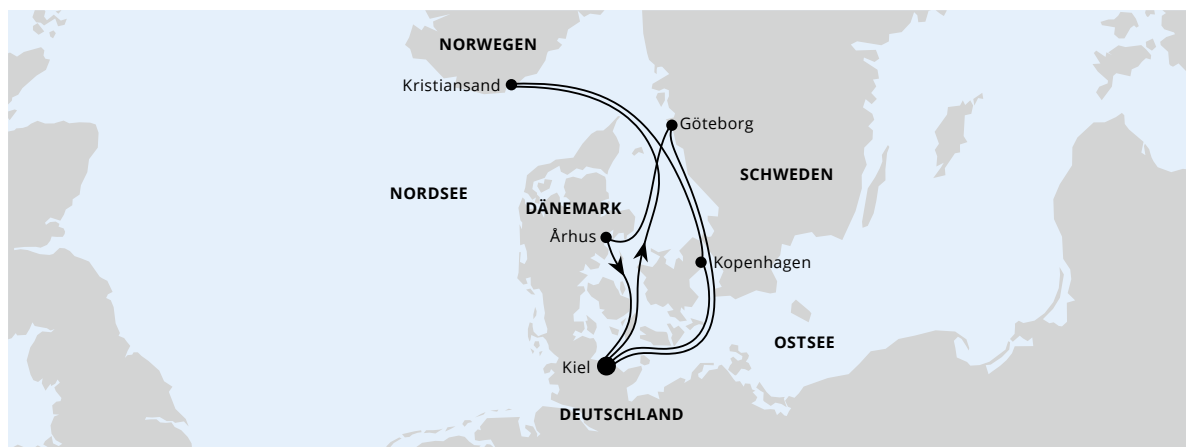 NORWEGEN
Kristiansand
Göteborg
SCHWEDEN
NORDSEE
DÄNEMARK
Århus
Kopenhagen
OSTSEE
Kiel
DEUTSCHLAND